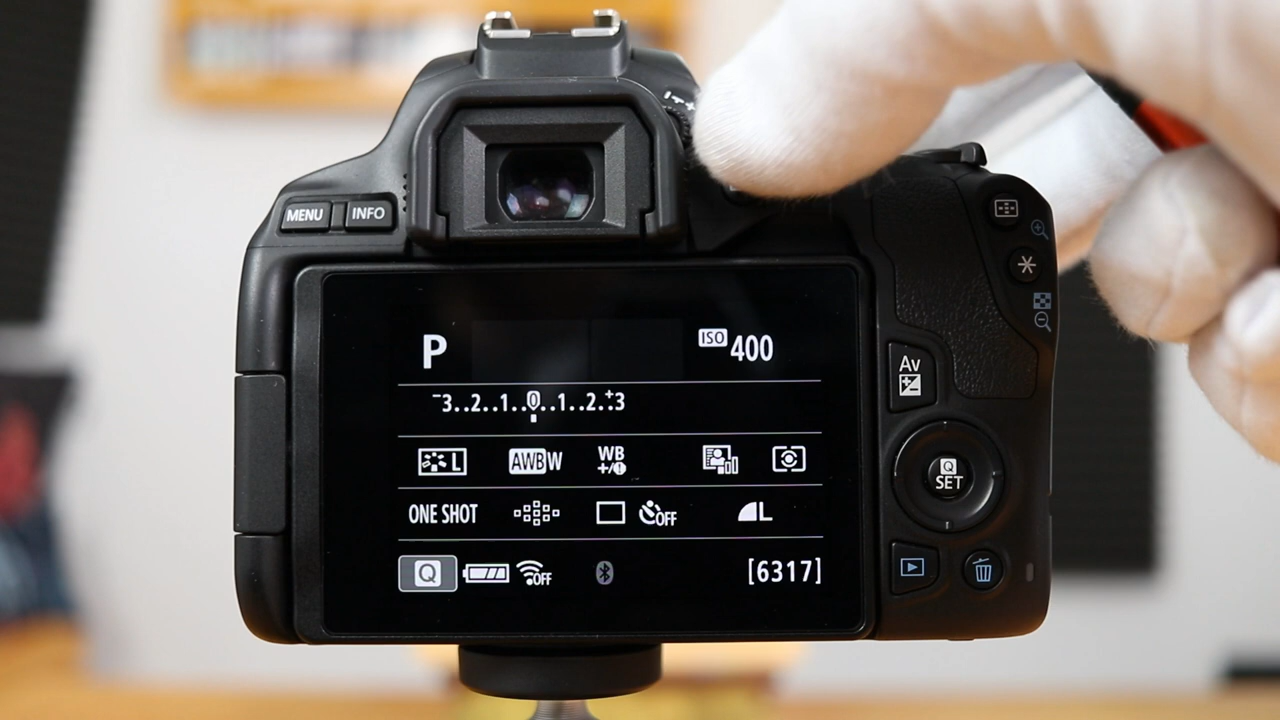 MENU INFO
P ISO 400
-3..2..1..0..1..2..+3
L AWB W WB +/-
ONE SHOT OFF L
Q OFF [6317]
Av
Q
SET